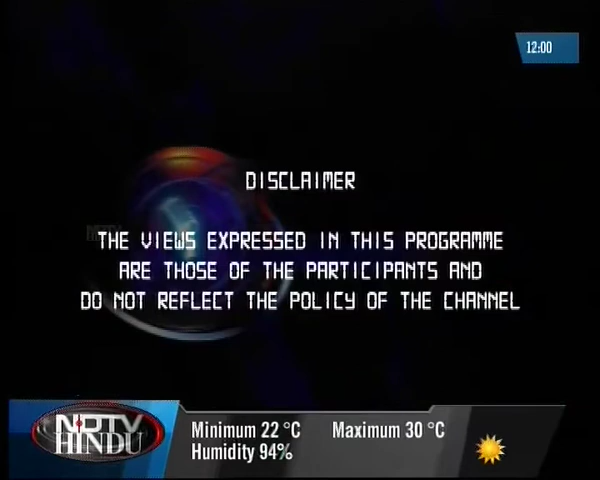 12:00
DISCLAIMER
THE VIEWS EXPRESSED IN THIS PROGRAMME
ARE THOSE OF THE PARTICIPANTS AND
DO NOT REFLECT THE POLICY OF THE CHANNEL
NDTV
HINDU
Minimum 22 °C Maximum 30 °C
Humidity 94%